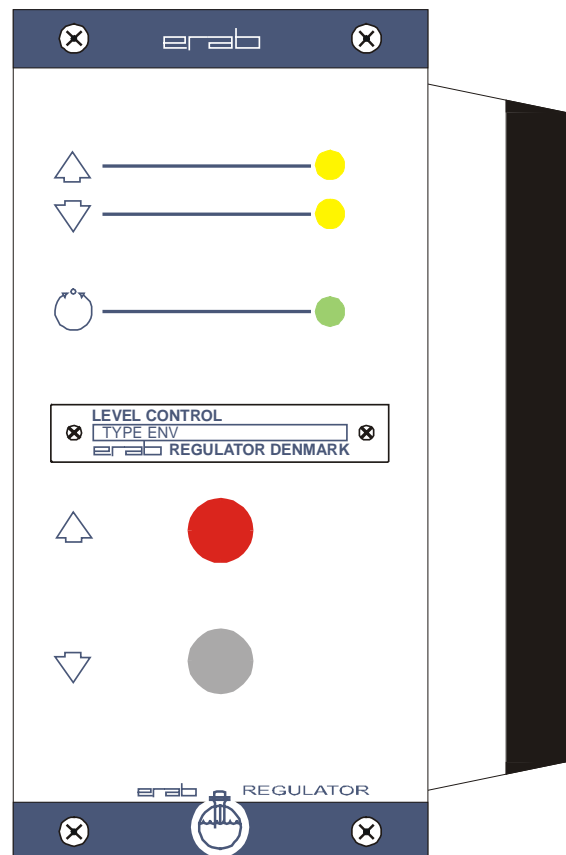 erab
LEVEL CONTROL
TYPE ENV
erab REGULATOR DENMARK
erab REGULATOR